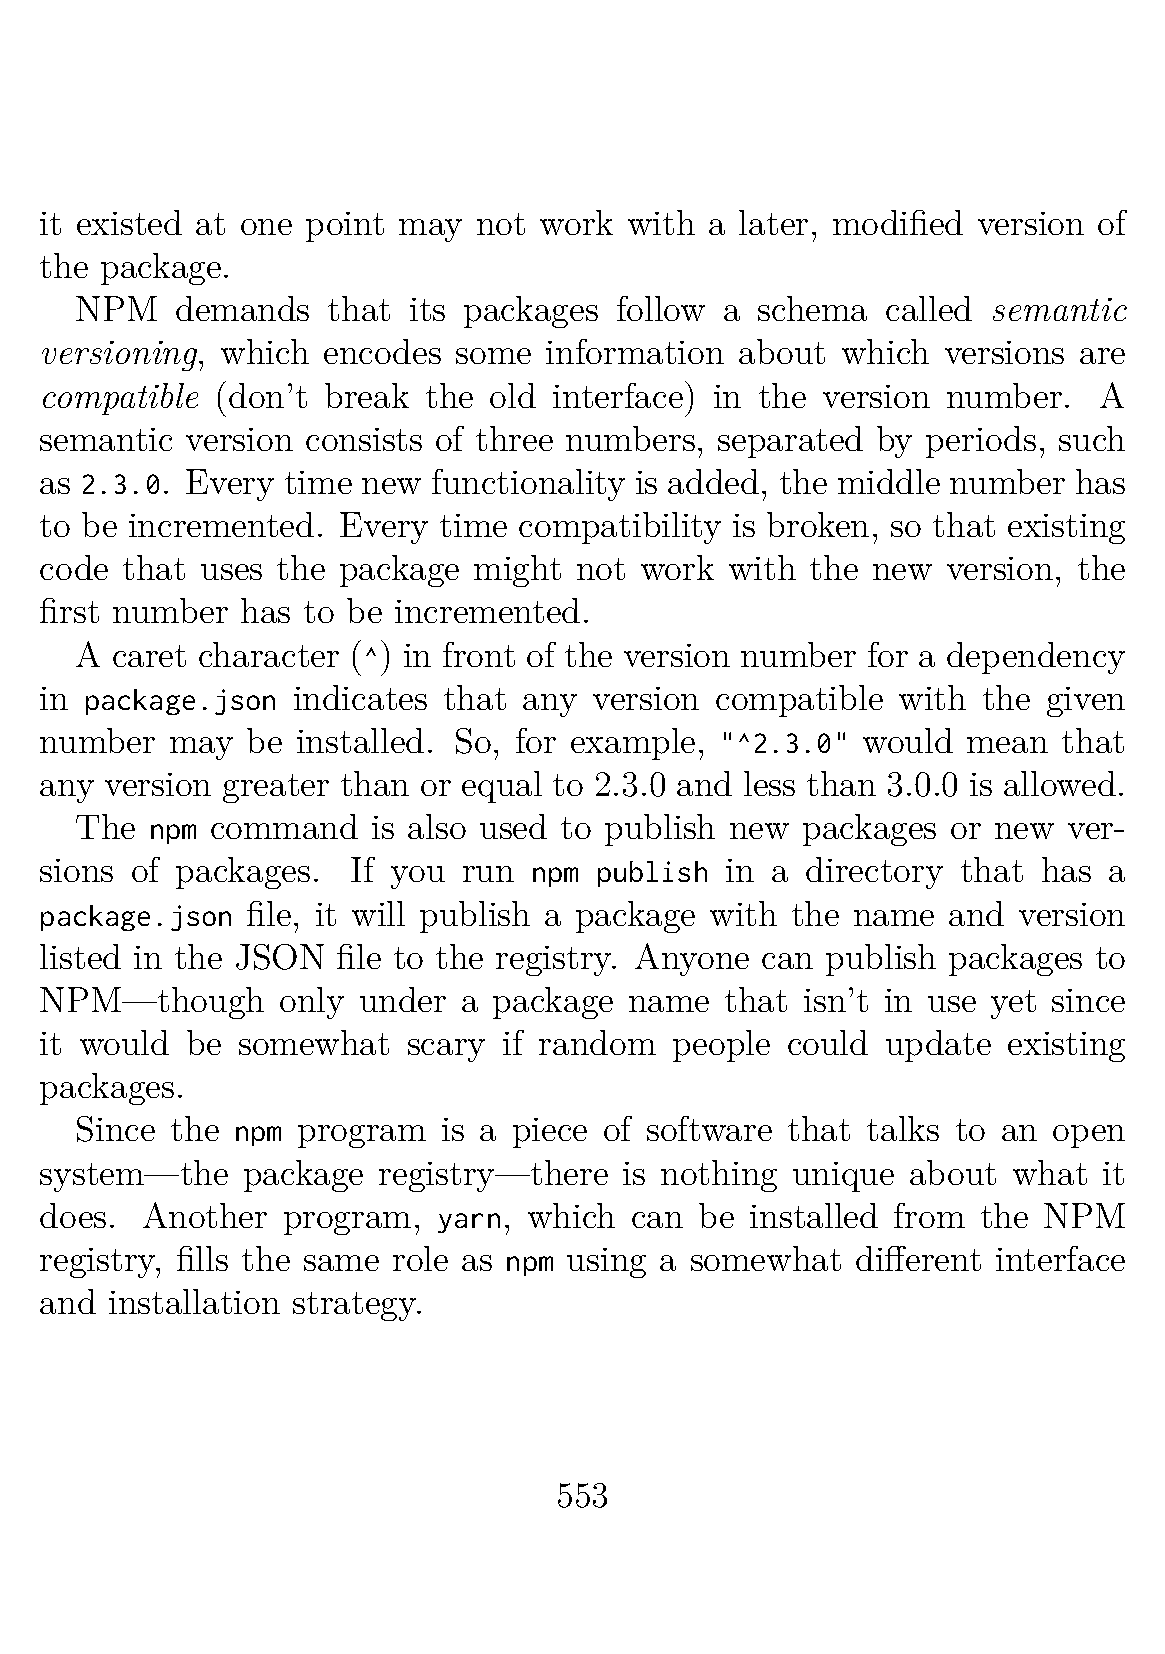 it existed at one point may not work with a later, modified version of
the package.
NPM demands that its packages follow a schema called semantic
versioning, which encodes some information about which versions are
compatible (don't break the old interface) in the version number. A
semantic version consists of three numbers, separated by periods, such
as 2.3.0. Every time new functionality is added, the middle number has
to be incremented. Every time compatibility is broken, so that existing
code that uses the package might not work with the new version, the
first number has to be incremented.
A caret character (^) in front of the version number for a dependency
in package.json indicates that any version compatible with the given
number may be installed. So, for example, "^2.3.0" would mean that
any version greater than or equal to 2.3.0 and less than 3.0.0 is allowed.
The npm command is also used to publish new packages or new ver-
sions of packages. If you run npm publish in a directory that has a
package.json file, it will publish a package with the name and version
listed in the JSON file to the registry. Anyone can publish packages to
NPM—though only under a package name that isn't in use yet since
it would be somewhat scary if random people could update existing
packages.
Since the npm program is a piece of software that talks to an open
system—the package registry—there is nothing unique about what it
does. Another program, yarn, which can be installed from the NPM
registry, fills the same role as npm using a somewhat different interface
and installation strategy.
553